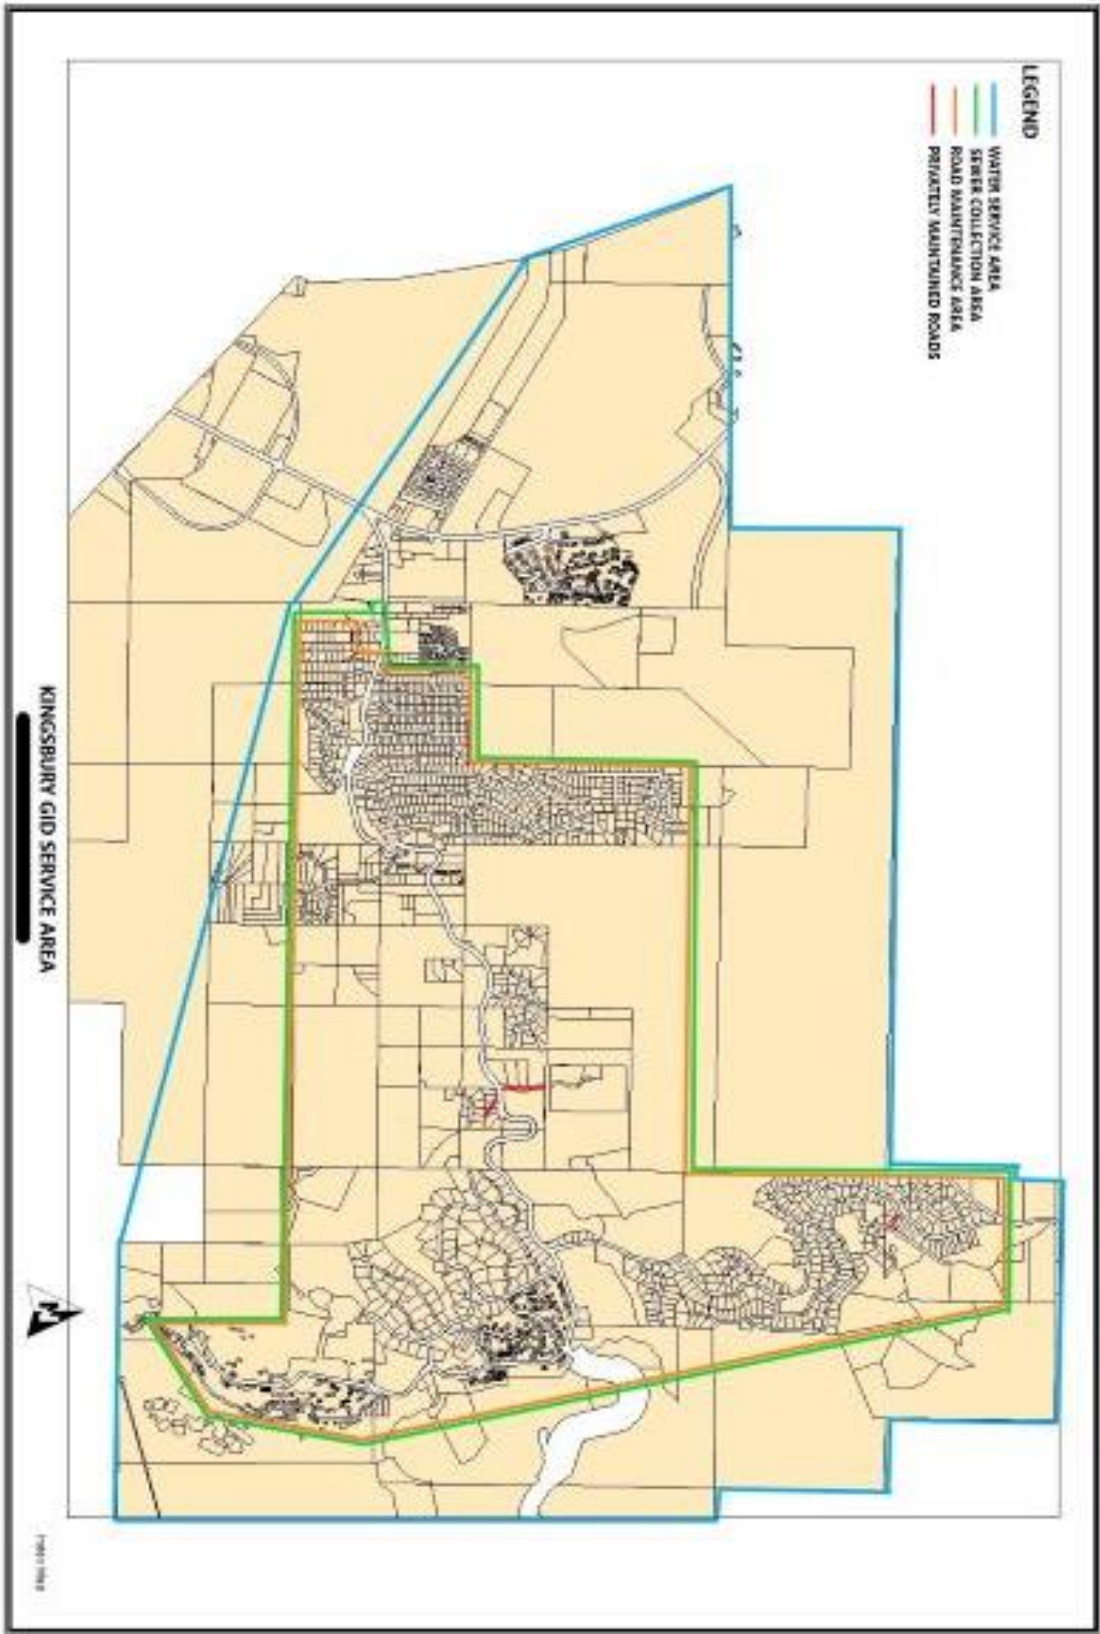 LEGEND
WATER SERVICE AREA
SEWER COLLECTION AREA
ROAD MAINTENANCE AREA
PRIVATELY MAINTAINED ROADS
KINGSBURY GID SERVICE AREA